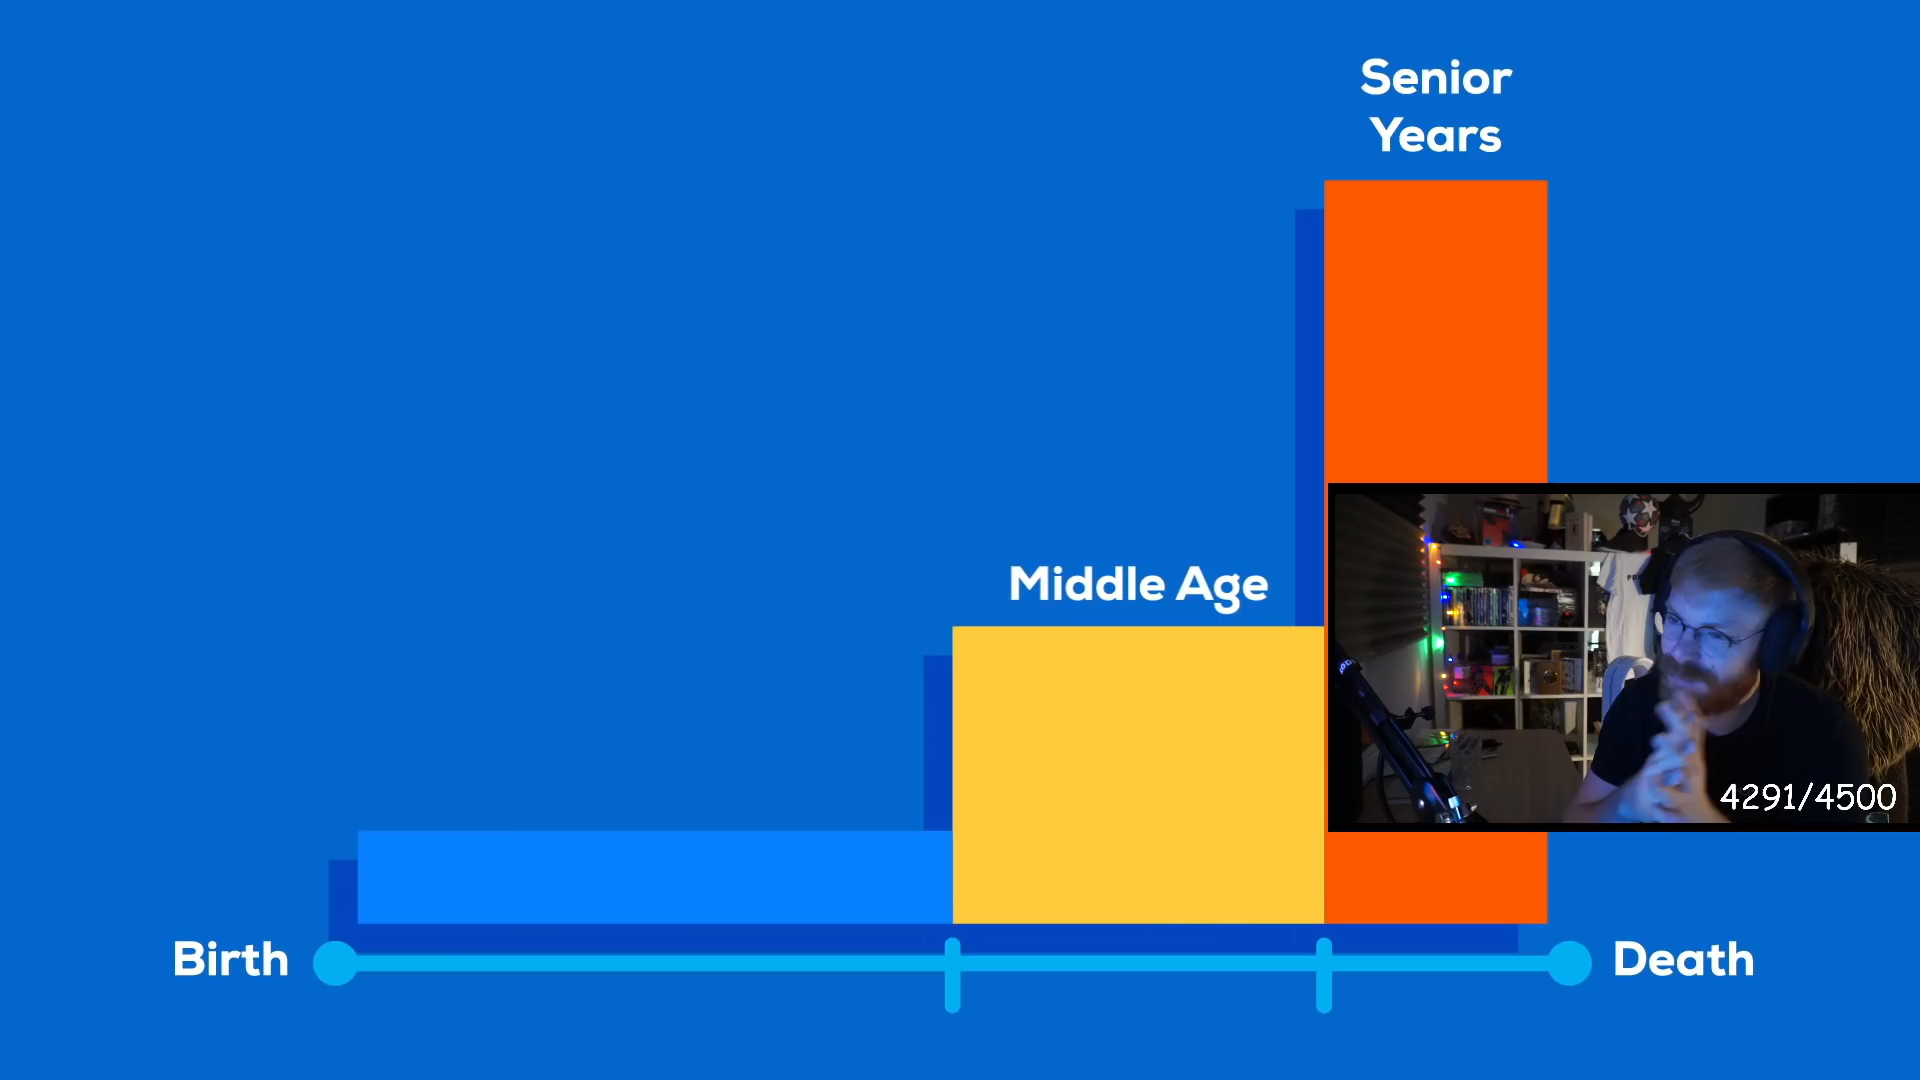 Senior
Years
Middle Age
4291/4500
Birth
Death